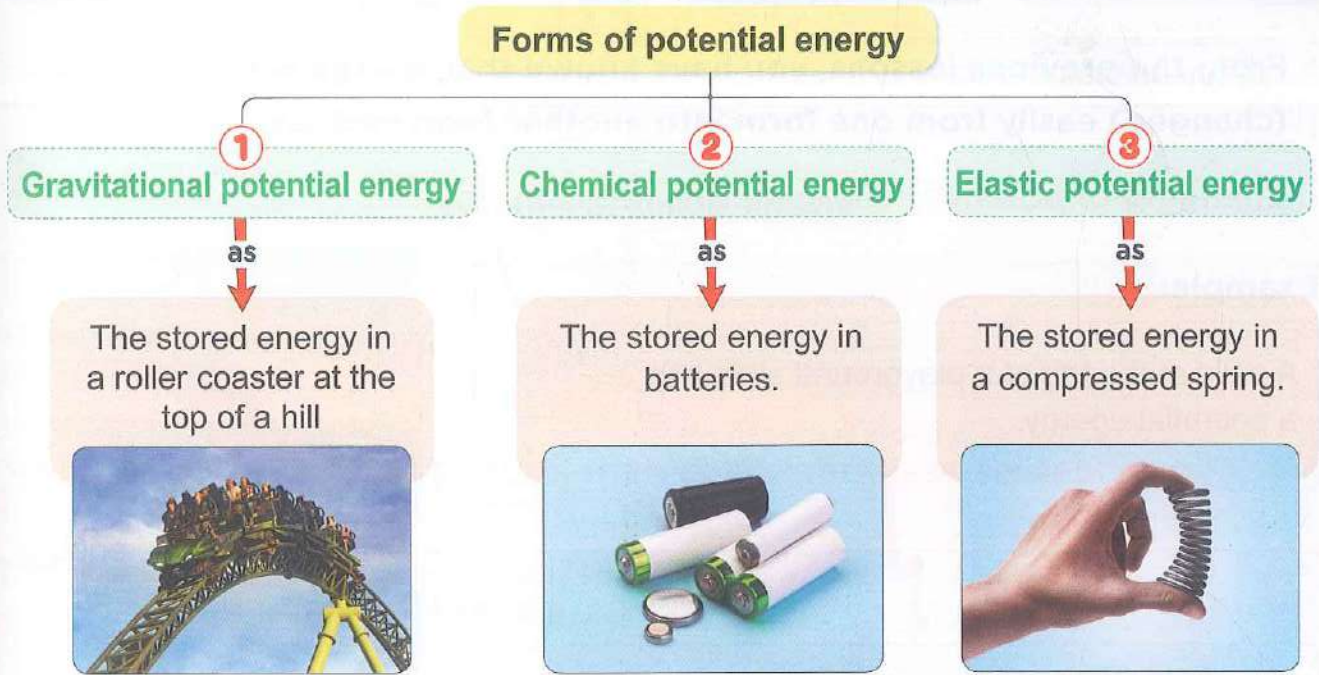 Forms of potential energy
1
Gravitational potential energy
as
The stored energy in
a roller coaster at the
top of a hill
2
Chemical potential energy
as
The stored energy in
batteries.
3
Elastic potential energy
as
The stored energy in
a compressed spring.